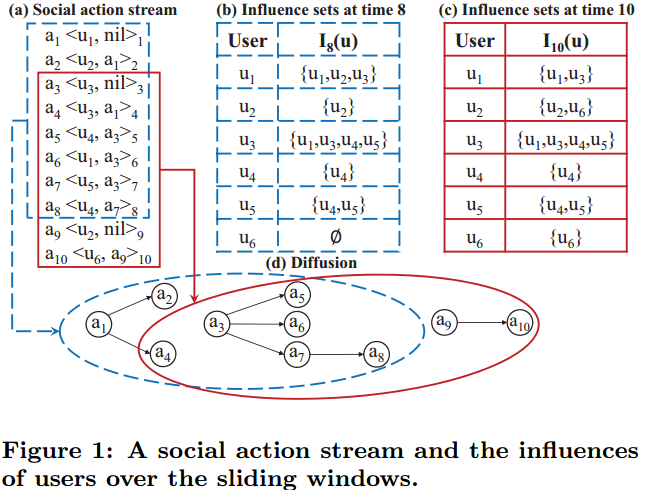 (a) Social action stream
a₁ <u₁, nil>₁
a₂ <u₂, a₁>₂
a₃ <u₃, nil>₃
a₄ <u₃, a₁>₄
a₅ <u₄, a₃>₅
a₆ <u₁, a₃>₆
a₇ <u₅, a₃>₇
a₈ <u₄, a₇>₈
a₉ <u₂, nil>₉
a₁₀ <u₆, a₉>₁₀
(b) Influence sets at time 8
User I₈(u)
u₁ {u₁,u₂,u₃}
u₂ {u₂}
u₃ {u₁,u₃,u₄,u₅}
u₄ {u₄}
u₅ {u₄,u₅}
u₆ Ø
(c) Influence sets at time 10
User I₁₀(u)
u₁ {u₁,u₃}
u₂ {u₂,u₆}
u₃ {u₁,u₃,u₄,u₅}
u₄ {u₄}
u₅ {u₄,u₅}
u₆ {u₆}
(d) Diffusion
a₁
a₂
a₄
a₃
a₅
a₆
a₇
a₈
a₉
a₁₀
Figure 1: A social action stream and the influences
of users over the sliding windows.